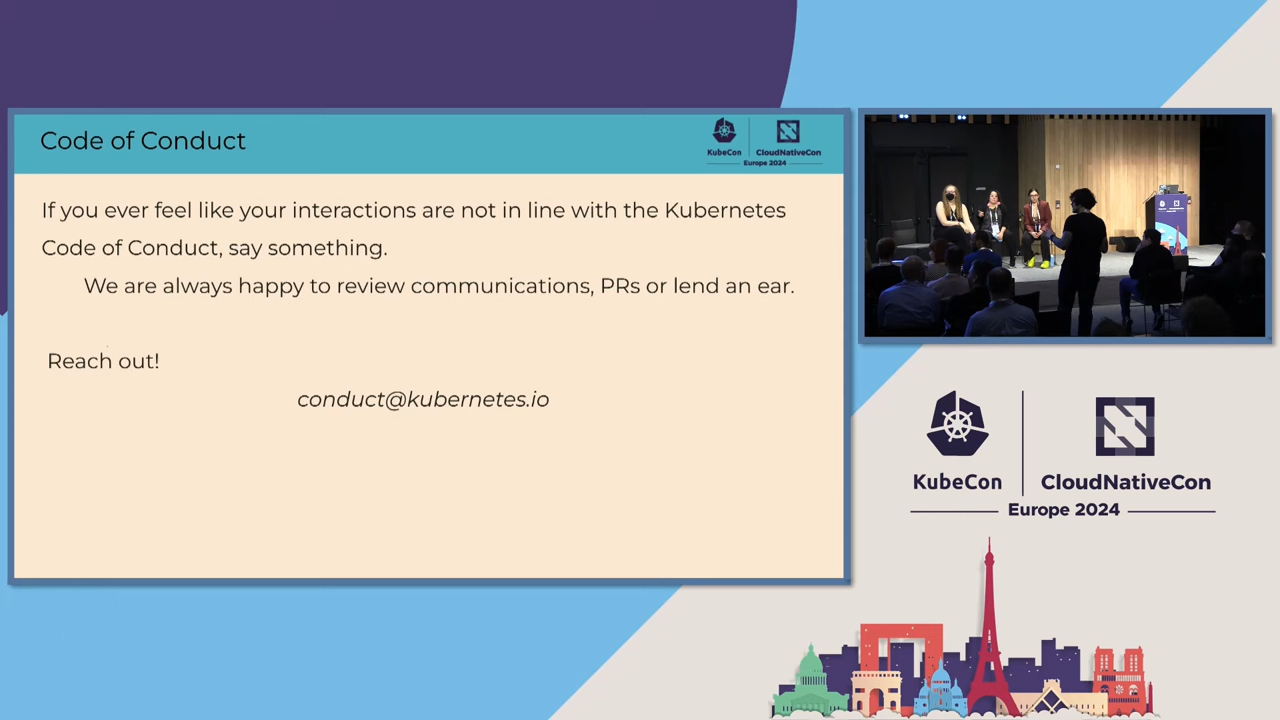 Code of Conduct
KubeCon
CloudNativeCon
Europe 2024
If you ever feel like your interactions are not in line with the Kubernetes
Code of Conduct, say something.
We are always happy to review communications, PRs or lend an ear.
Reach out!
conduct@kubernetes.io
KubeCon
CloudNativeCon
Europe 2024